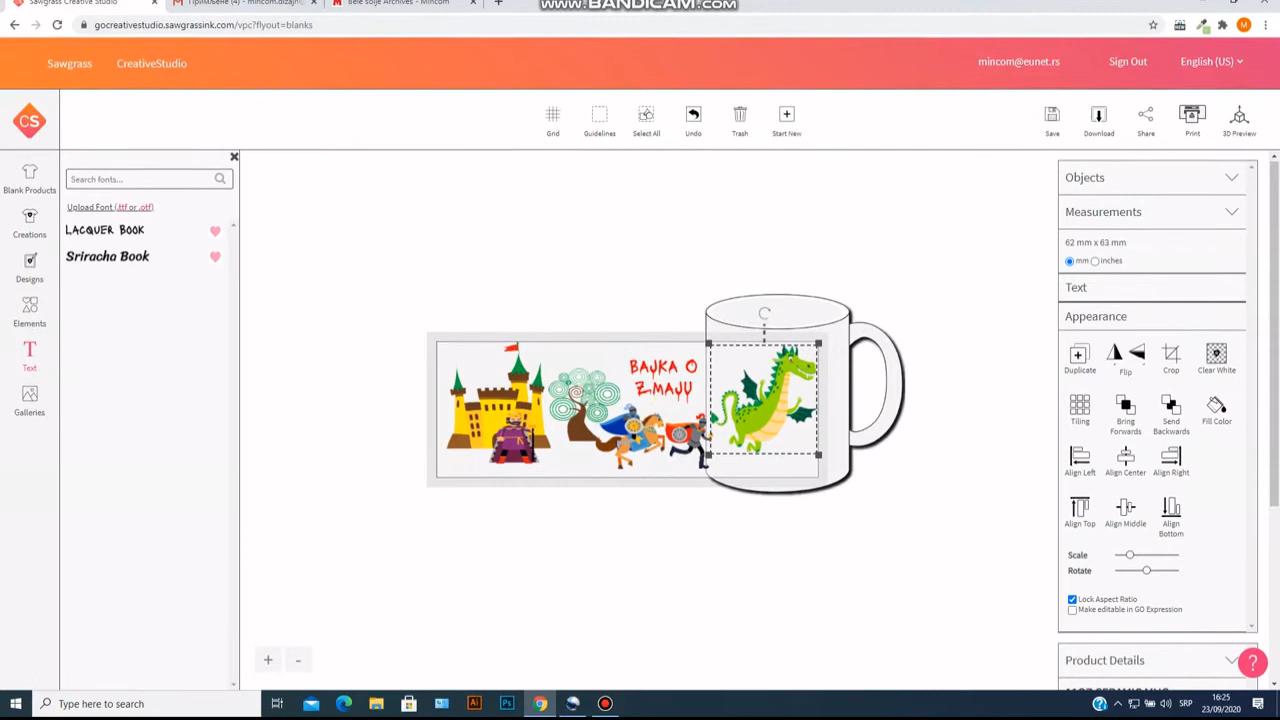 Sawgrass Creative Studio
Примљене (4) - mincom.dizajn@
Bele šolje Archives - Mincom
WWW.BANDICAM.COM
gocreativestudio.sawgrassink.com/vpc?flyout=blanks
M
Sawgrass
CreativeStudio
mincom@eunet.rs
Sign Out
English (US)
CS
Grid
Guidelines
Select All
Undo
Trash
Start New
Save
Download
Share
Print
3D Preview
Blank Products
Creations
Designs
Elements
Text
Galleries
Search fonts...
Upload Font (.ttf or .otf)
LACQUER BOOK
Sriracha Book
BAJKA O
ZMAJU
Objects
Measurements
62 mm x 63 mm
mm inches
Text
Appearance
Duplicate
Flip
Crop
Clear White
Tiling
Bring Forwards
Send Backwards
Fill Color
Align Left
Align Center
Align Right
Align Top
Align Middle
Align Bottom
Scale
Rotate
Lock Aspect Ratio
Make editable in GO Expression
Product Details
+ -
?
Type here to search
Ai
Ps
SRP
16:25
23/09/2020